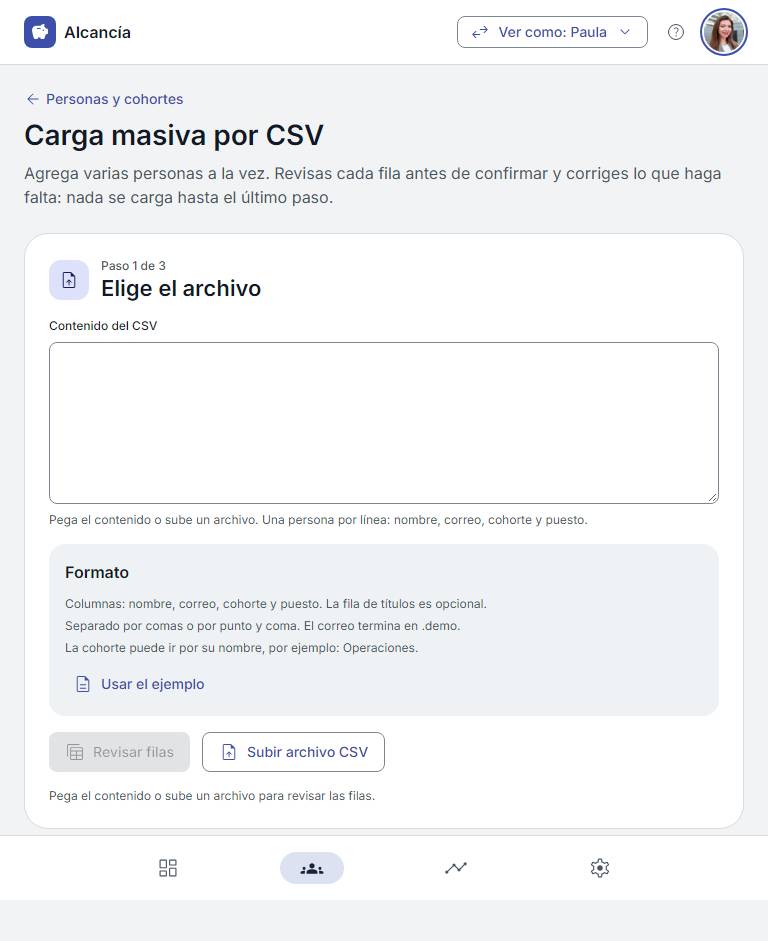 Alcancía
Ver como: Paula
Personas y cohortes
Carga masiva por CSV
Agrega varias personas a la vez. Revisas cada fila antes de confirmar y corriges lo que haga
falta: nada se carga hasta el último paso.
Paso 1 de 3
Elige el archivo
Contenido del CSV
Pega el contenido o sube un archivo. Una persona por línea: nombre, correo, cohorte y puesto.
Formato
Columnas: nombre, correo, cohorte y puesto. La fila de títulos es opcional.
Separado por comas o por punto y coma. El correo termina en .demo.
La cohorte puede ir por su nombre, por ejemplo: Operaciones.
Usar el ejemplo
Revisar filas
Subir archivo CSV
Pega el contenido o sube un archivo para revisar las filas.